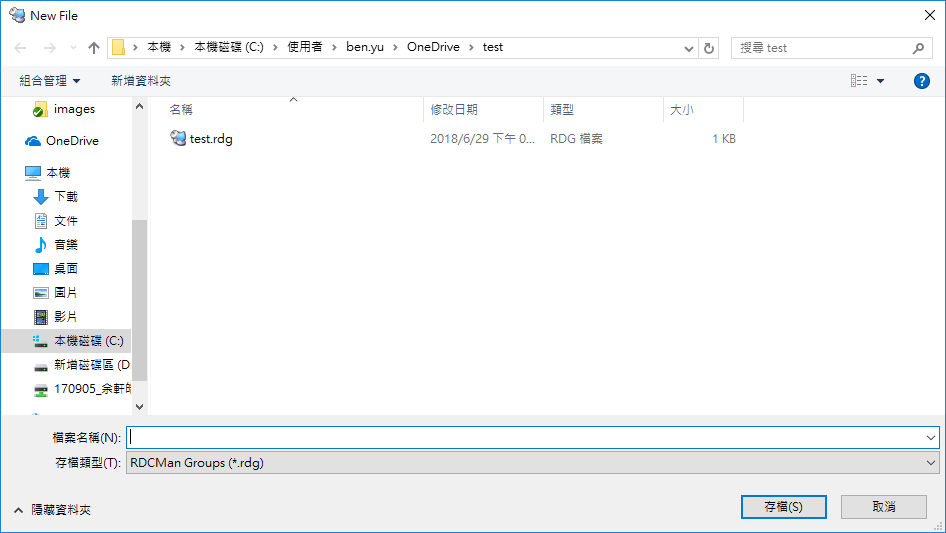 New File
本機 › 本機磁碟 (C:) › 使用者 › ben.yu › OneDrive › test
搜尋 test
組合管理
新增資料夾
名稱 修改日期 類型 大小
test.rdg 2018/6/29 下午 0... RDG 檔案 1 KB
images
OneDrive
本機
下載
文件
音樂
桌面
圖片
影片
本機磁碟 (C:)
新增磁碟區 (D
170905_余軒
檔案名稱(N):
存檔類型(T): RDCMan Groups (*.rdg)
隱藏資料夾
存檔(S)
取消